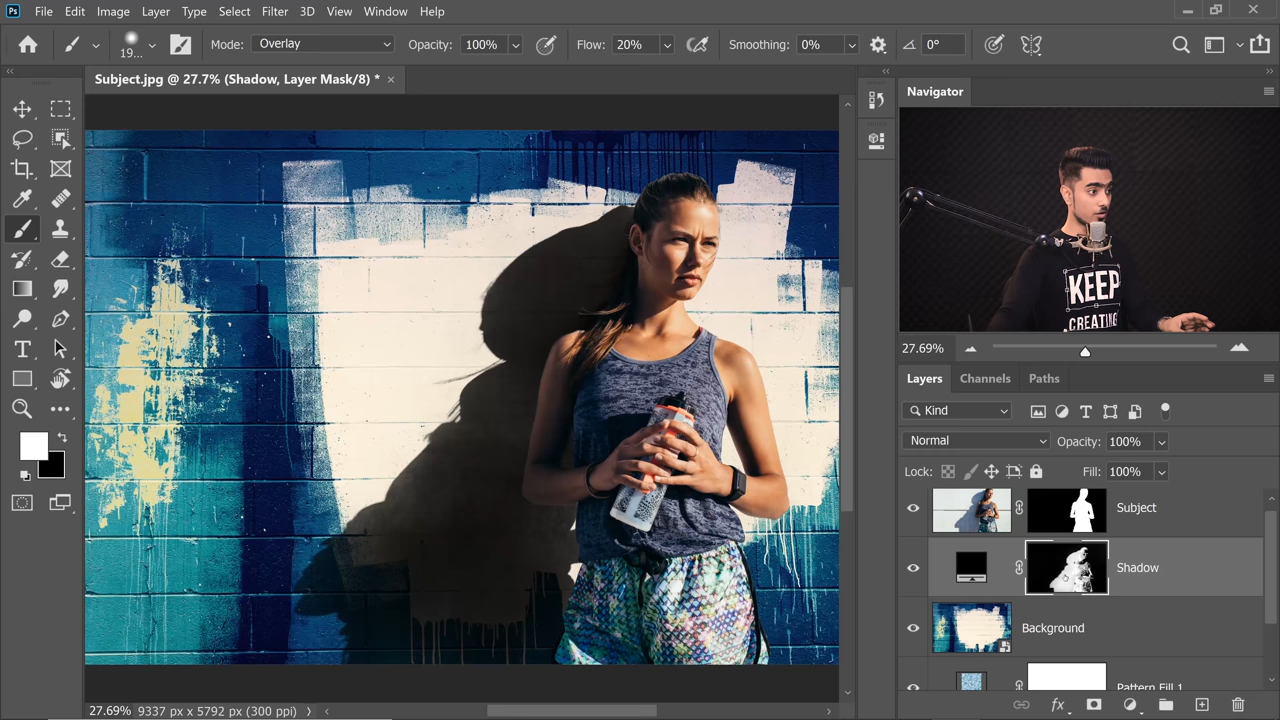 Ps File Edit Image Layer Type Select Filter 3D View Window Help
19... Mode: Overlay Opacity: 100% Flow: 20% Smoothing: 0% 0°
Subject.jpg @ 27.7% (Shadow, Layer Mask/8) *
Navigator
KEEP
CREATING
27.69%
Layers Channels Paths
Kind
Normal Opacity: 100%
Lock: Fill: 100%
Subject
Shadow
Background
Pattern Fill 1
fx
27.69% 9337 px x 5792 px (300 ppi)